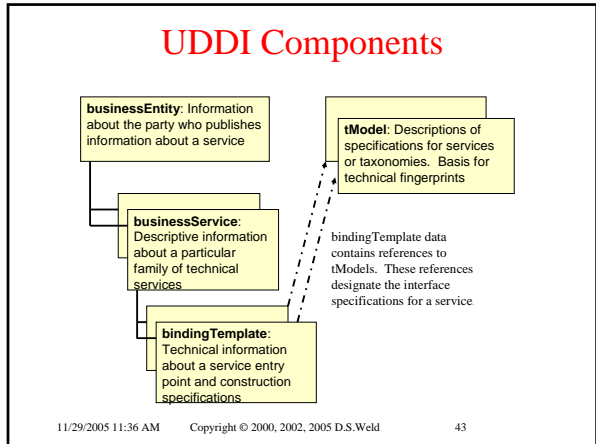 UDDI Components
businessEntity: Information
about the party who publishes
information about a service
tModel: Descriptions of
specifications for services
or taxonomies. Basis for
technical fingerprints
businessService:
Descriptive information
about a particular
family of technical
services
bindingTemplate data
contains references to
tModels. These references
designate the interface
specifications for a service
bindingTemplate:
Technical information
about a service entry
point and construction
specifications
11/29/2005 11:36 AM Copyright © 2000, 2002, 2005 D.S.Weld 43